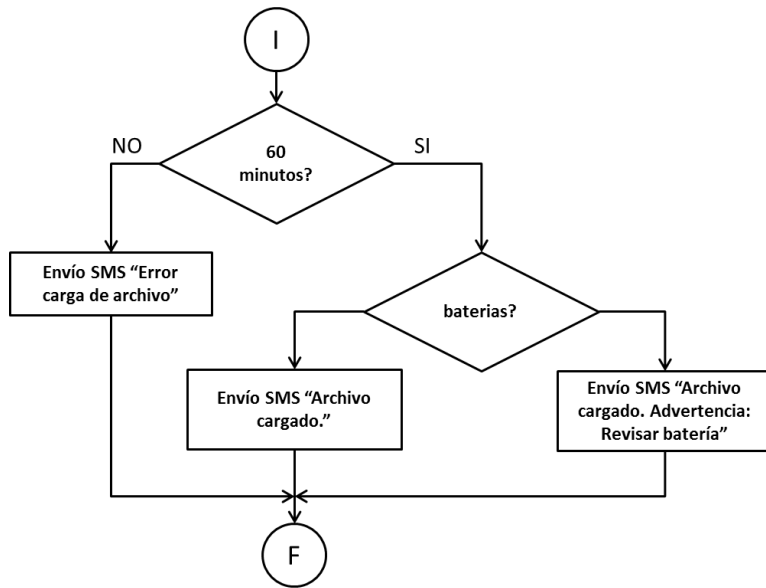 I
60
minutos?
NO
SI
Envío SMS “Error
carga de archivo”
baterias?
Envío SMS “Archivo
cargado.”
Envío SMS “Archivo
cargado. Advertencia:
Revisar batería”
F